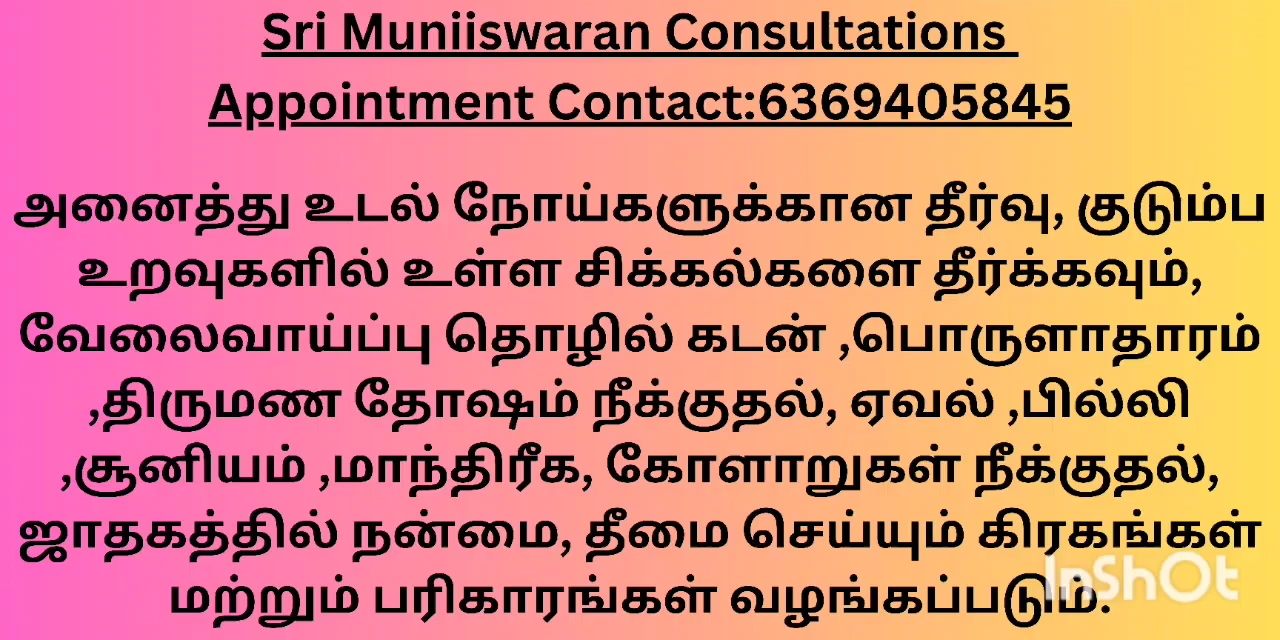 Sri Muniiswaran Consultations
Appointment Contact:6369405845
அனைத்து உடல் நோய்களுக்கான தீர்வு, குடும்ப
உறவுகளில் உள்ள சிக்கல்களை தீர்க்கவும்,
வேலைவாய்ப்பு தொழில் கடன் ,பொருளாதாரம்
,திருமண தோஷம் நீக்குதல், ஏவல் ,பில்லி
,சூனியம் ,மாந்திரீக, கோளாறுகள் நீக்குதல்,
ஜாதகத்தில் நன்மை, தீமை செய்யும் கிரகங்கள்
மற்றும் பரிகாரங்கள் வழங்கப்படும்.
InShOt